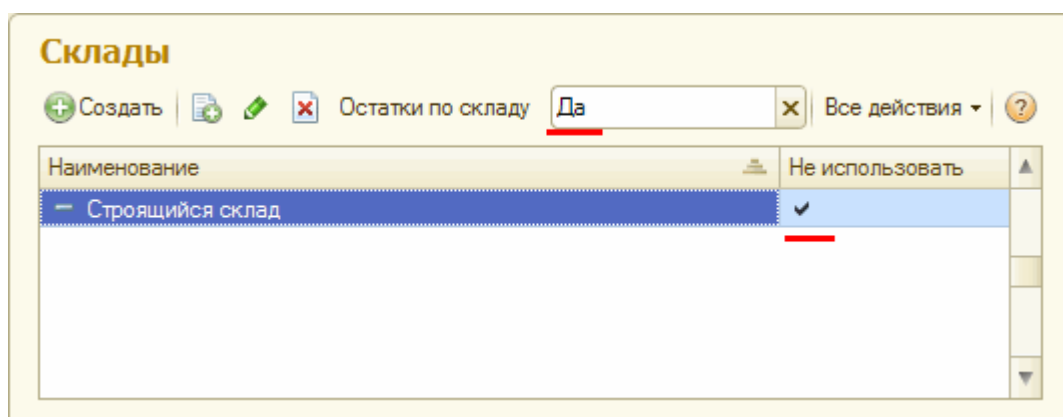 Склады
Создать Остатки по складу Да Все действия
Наименование Не использовать
Строящийся склад